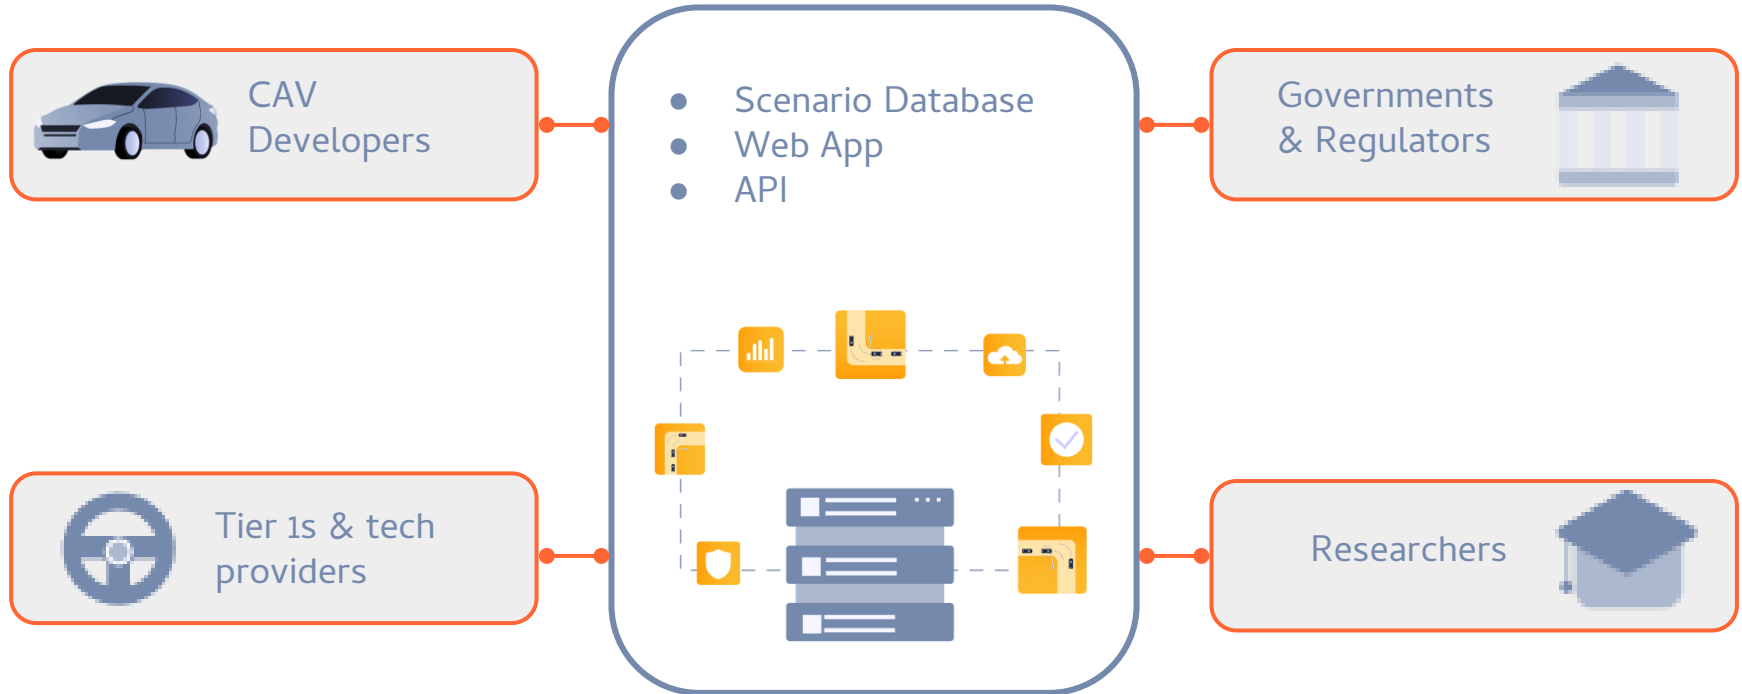 CAV
Developers
● Scenario Database
● Web App
● API
Governments
& Regulators
Tier 1s & tech
providers
Researchers